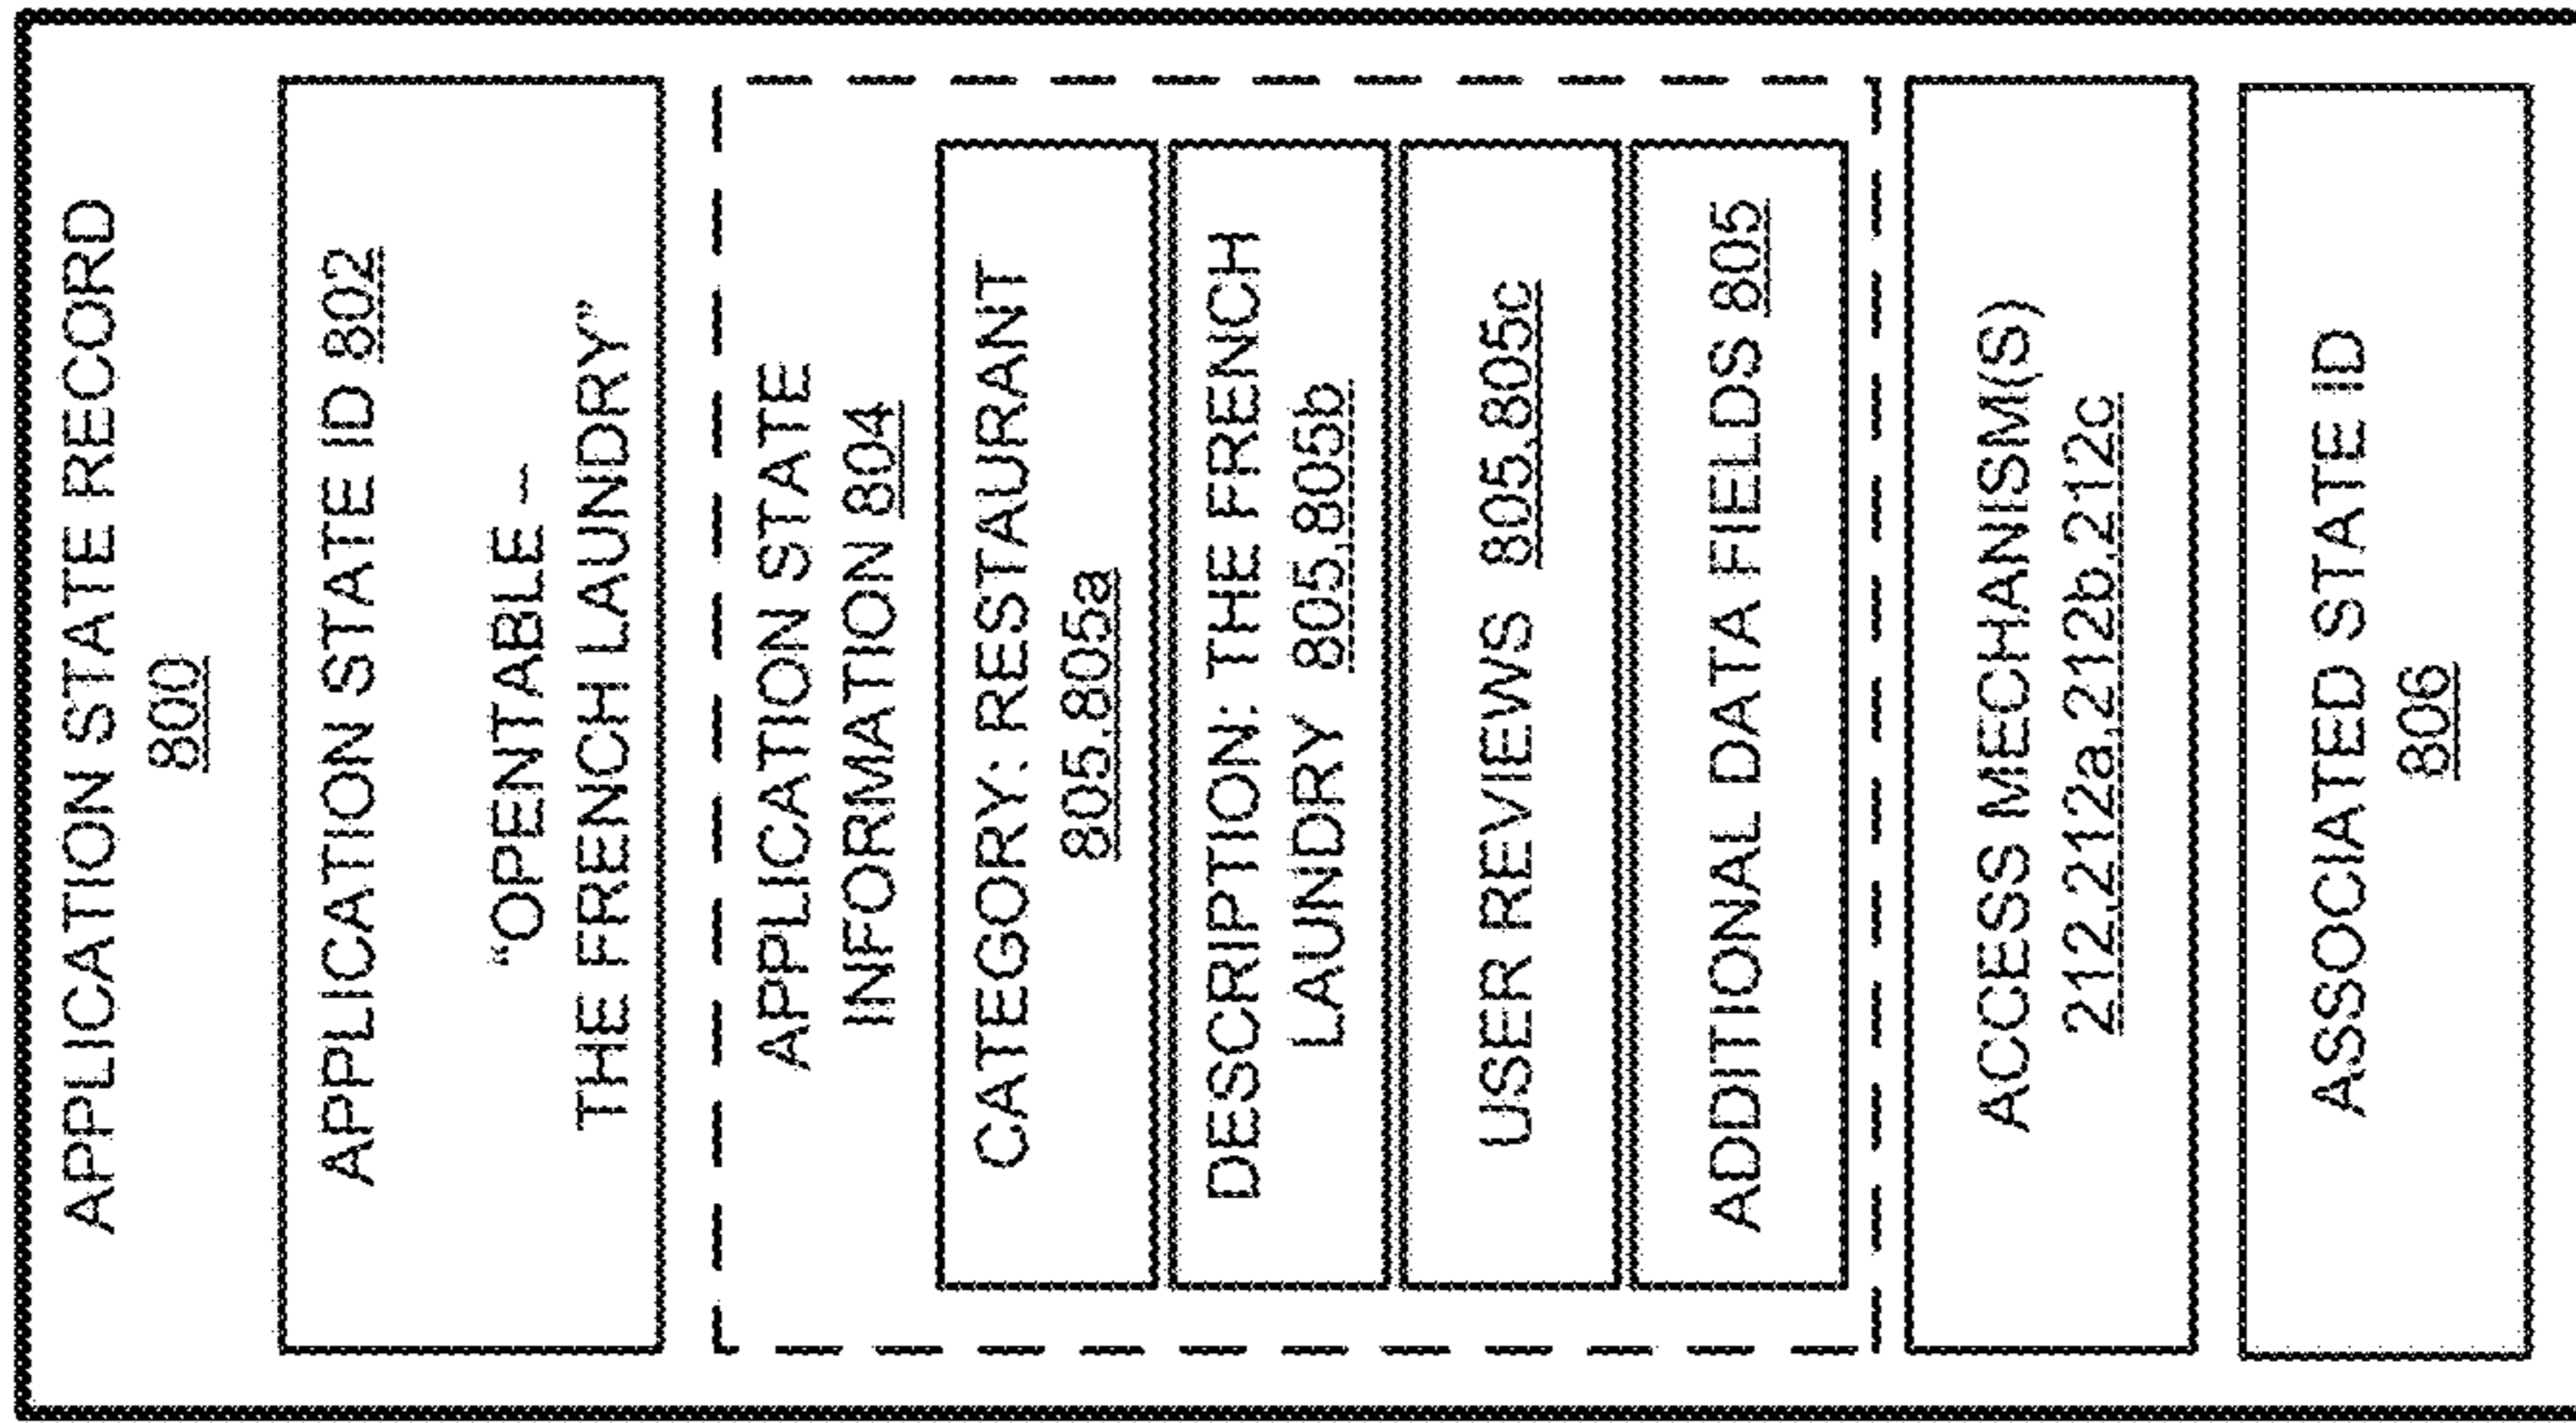 APPLICATION STATE RECORD
800
APPLICATION STATE ID 802
“OPENTABLE –
THE FRENCH LAUNDRY”
APPLICATION STATE
INFORMATION 804
CATEGORY: RESTAURANT
805,805a
DESCRIPTION: THE FRENCH
LAUNDRY 805,805b
USER REVIEWS 805,805c
ADDITIONAL DATA FIELDS 805
ACCESS MECHANISM(S)
212,212a,212b,212c
ASSOCIATED STATE ID
806